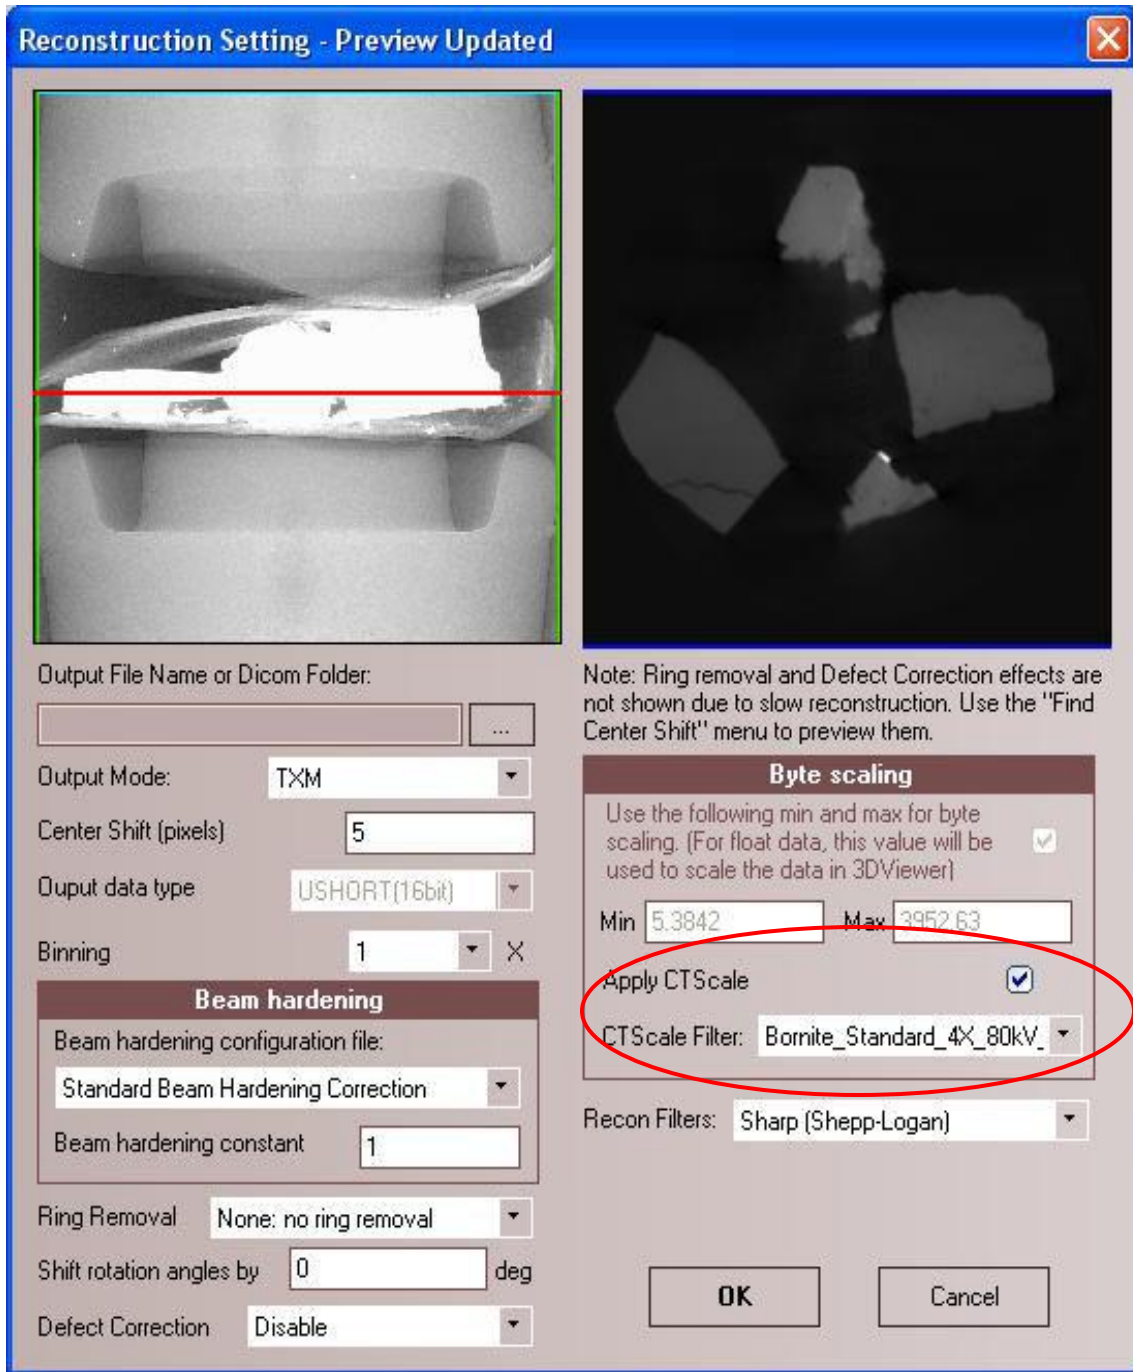 Reconstruction Setting - Preview Updated
Output File Name or Dicom Folder:
...
Output Mode: TXM
Center Shift (pixels) 5
Ouput data type USHORT(16bit)
Binning 1 X
Beam hardening
Beam hardening configuration file:
Standard Beam Hardening Correction
Beam hardening constant 1
Ring Removal None: no ring removal
Shift rotation angles by 0 deg
Defect Correction Disable
Note: Ring removal and Defect Correction effects are
not shown due to slow reconstruction. Use the "Find
Center Shift" menu to preview them.
Byte scaling
Use the following min and max for byte
scaling. (For float data, this value will be
used to scale the data in 3DViewer)
Min 5.3842 Max 3952.63
Apply CTScale
CTScale Filter: Bornite_Standard_4X_80kV_
Recon Filters: Sharp (Shepp-Logan)
OK Cancel